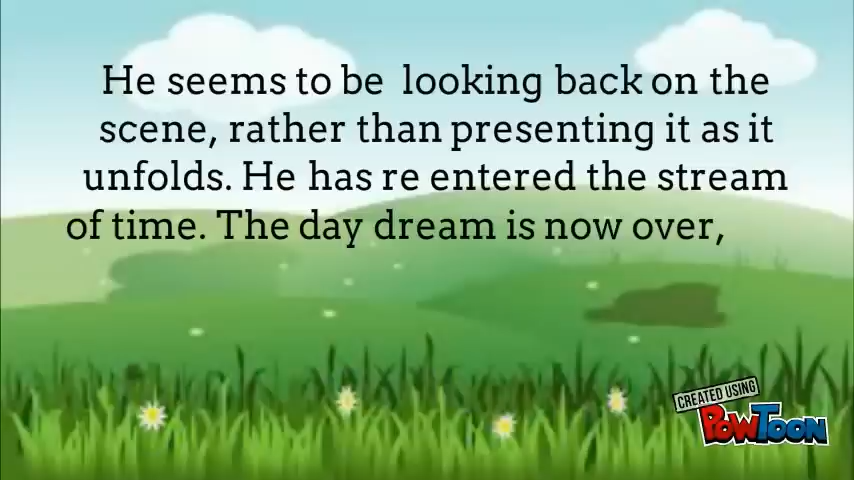 He seems to be looking back on the
scene, rather than presenting it as it
unfolds. He has re entered the stream
of time. The day dream is now over,
CREATED USING
PowToon